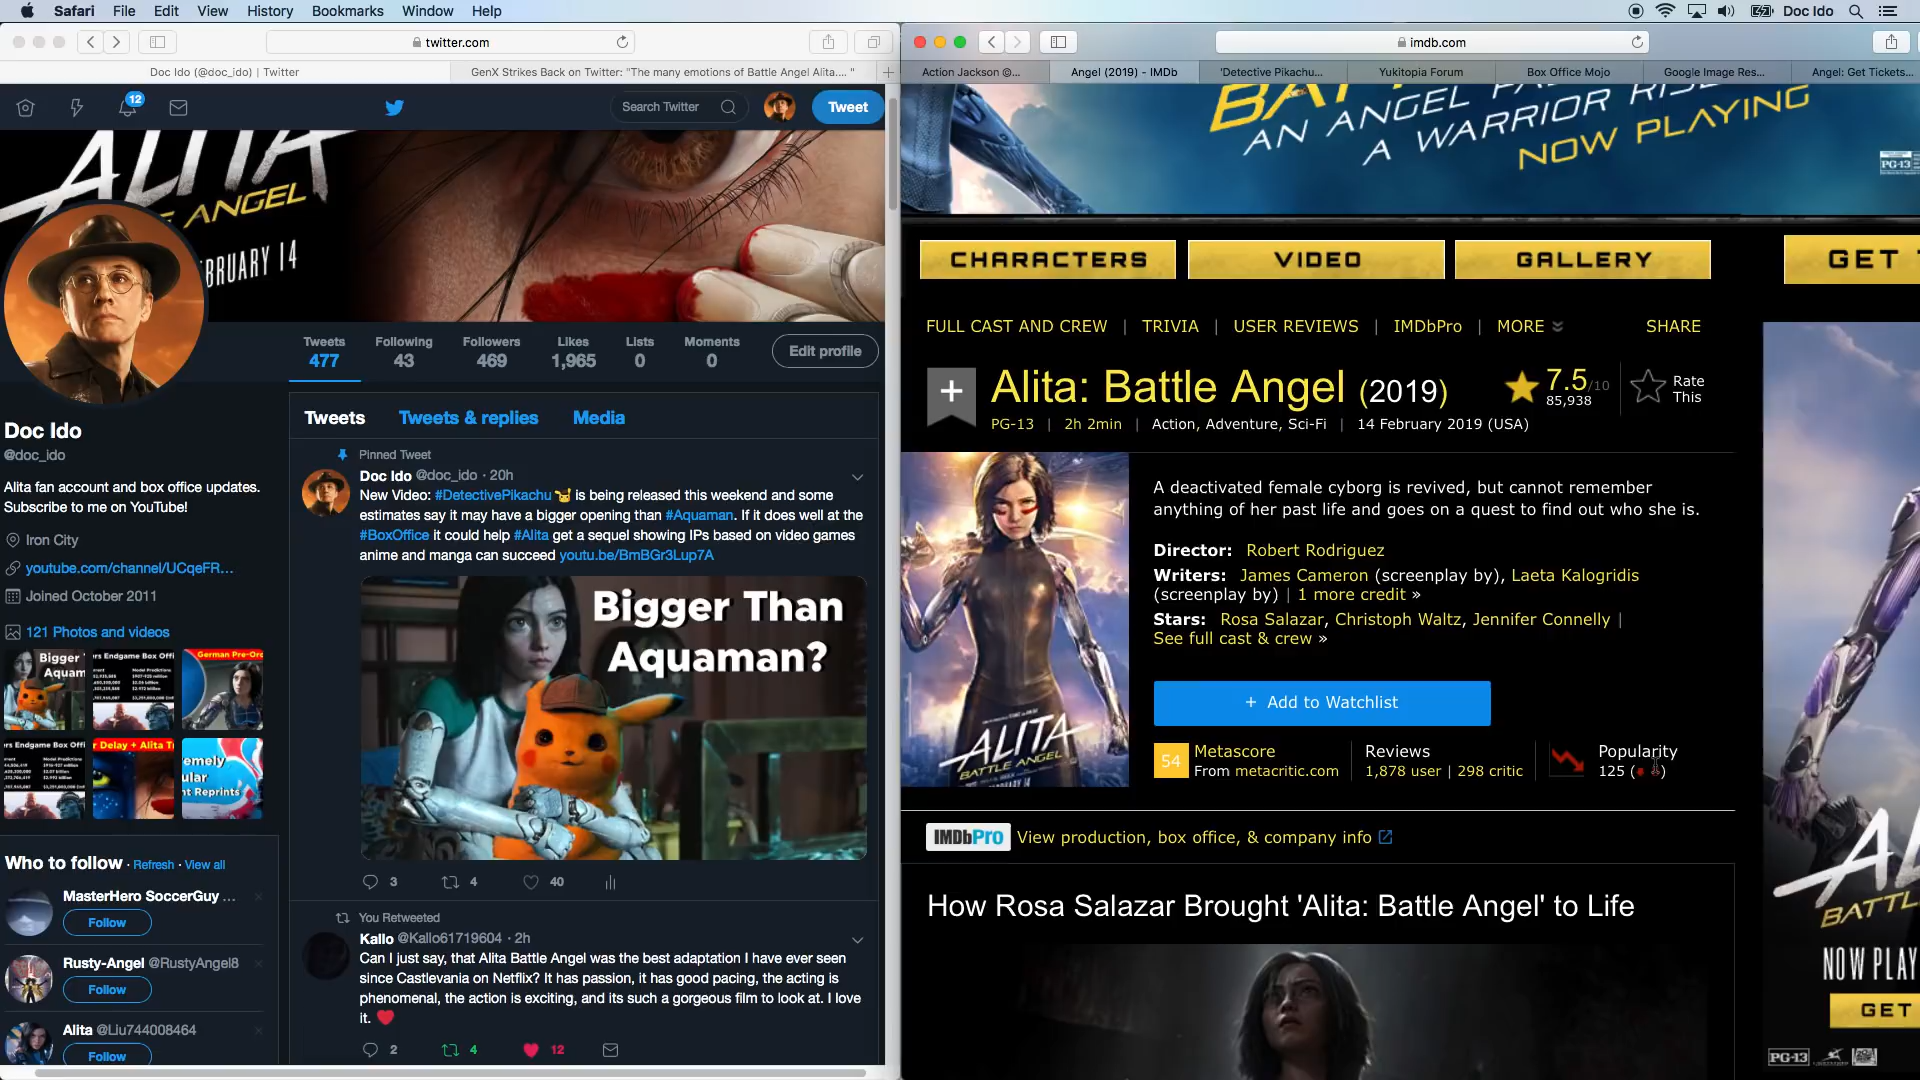 Safari File Edit View History Bookmarks Window Help
Doc Ido
twitter.com
Doc Ido (@doc_ido) | Twitter
GenX Strikes Back on Twitter: "The many emotions of Battle Angel Alita.... "
12
Search Twitter
Tweet
ALITA
ANGEL
BRUARY 14
Tweets
477
Following
43
Followers
469
Likes
1,965
Lists
0
Moments
0
Edit profile
Doc Ido
@doc_ido
Alita fan account and box office updates.
Subscribe to me on YouTube!
Iron City
youtube.com/channel/UCqeFR...
Joined October 2011
121 Photos and videos
Who to follow · Refresh · View all
MasterHero SoccerGuy ...
Follow
Rusty-Angel @RustyAngel8
Follow
Alita @Liu744008464
Follow
Tweets
Tweets & replies
Media
Pinned Tweet
Doc Ido @doc_ido · 20h
New Video: #DetectivePikachu is being released this weekend and some
estimates say it may have a bigger opening than #Aquaman. If it does well at the
#BoxOffice it could help #Alita get a sequel showing IPs based on video games
anime and manga can succeed youtu.be/BmBGr3Lup7A
Bigger Than
Aquaman?
3 4 40
You Retweeted
Kallo @Kallo61719604 · 2h
Can I just say, that Alita Battle Angel was the best adaptation I have ever seen
since Castlevania on Netflix? It has passion, it has good pacing, the acting is
phenomenal, the action is exciting, and its such a gorgeous film to look at. I love
it.
2 4 12
imdb.com
Action Jackson @...
Angel (2019) - IMDb
'Detective Pikachu...
Yukitopia Forum
Box Office Mojo
Google Image Res...
Angel: Get Tickets...
AN ANGEL FA
A WARRIOR RIS
NOW PLAYING
PG-13
CHARACTERS
VIDEO
GALLERY
GET
FULL CAST AND CREW | TRIVIA | USER REVIEWS | IMDbPro | MORE
SHARE
+
Alita: Battle Angel (2019)
7.5/10
85,938
Rate
This
PG-13 | 2h 2min | Action, Adventure, Sci-Fi | 14 February 2019 (USA)
A deactivated female cyborg is revived, but cannot remember
anything of her past life and goes on a quest to find out who she is.
Director: Robert Rodriguez
Writers: James Cameron (screenplay by), Laeta Kalogridis
(screenplay by) | 1 more credit »
Stars: Rosa Salazar, Christoph Waltz, Jennifer Connelly |
See full cast & crew »
+ Add to Watchlist
ALITA
BATTLE ANGEL
54
Metascore
From metacritic.com
Reviews
1,878 user | 298 critic
Popularity
125
IMDbPro View production, box office, & company info
How Rosa Salazar Brought 'Alita: Battle Angel' to Life
NOW PLAY
GET
PG-13